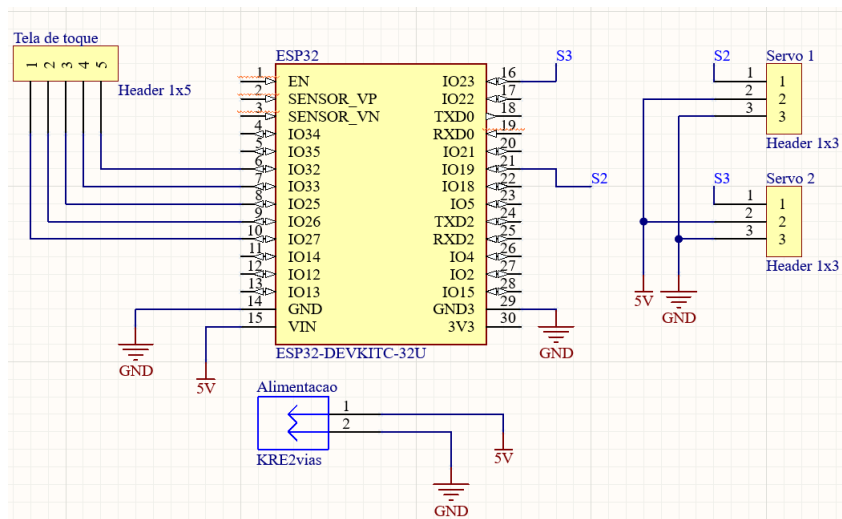 Tela de toque
1 2 3 4 5
Header 1x5
ESP32
1 EN
2 SENSOR_VP
3 SENSOR_VN
4 IO34
5 IO35
6 IO32
7 IO33
8 IO25
9 IO26
10 IO27
11 IO14
12 IO12
13 IO13
14 GND
15 VIN
IO23 16
IO22 17
TXD0 18
RXD0 19
IO21 20
IO19 21
IO18 22
IO5 23
TXD2 24
RXD2 25
IO4 26
IO2 27
IO15 28
GND3 29
3V3 30
ESP32-DEVKITC-32U
S3
S2
GND
5V
GND
S2
Servo 1
1 1
2 2
3 3
Header 1x3
S3
Servo 2
1 1
2 2
3 3
Header 1x3
5V
GND
Alimentacao
1
2
KRE2vias
5V
GND